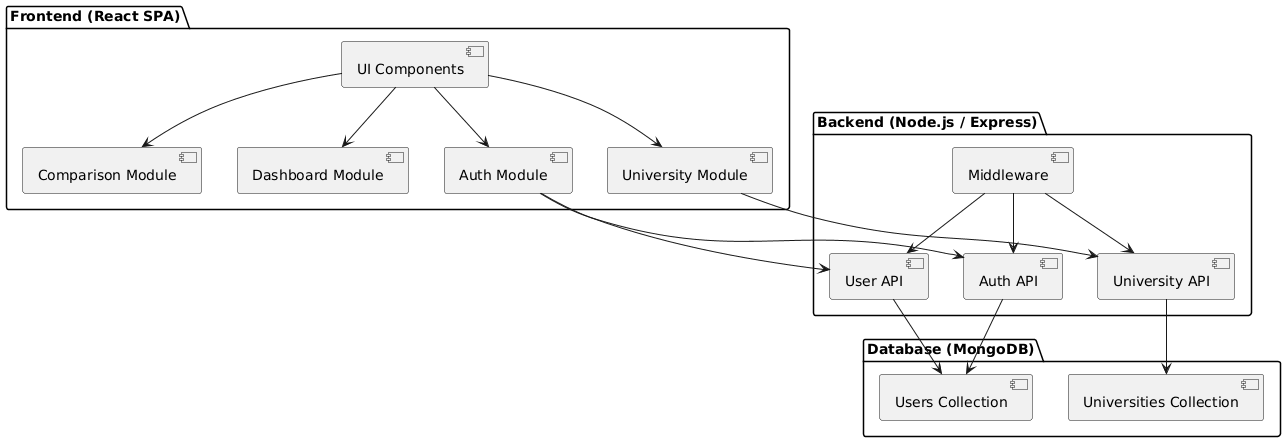 Frontend (React SPA)
UI Components
Comparison Module
Dashboard Module
Auth Module
University Module
Backend (Node.js / Express)
Middleware
User API
Auth API
University API
Database (MongoDB)
Users Collection
Universities Collection